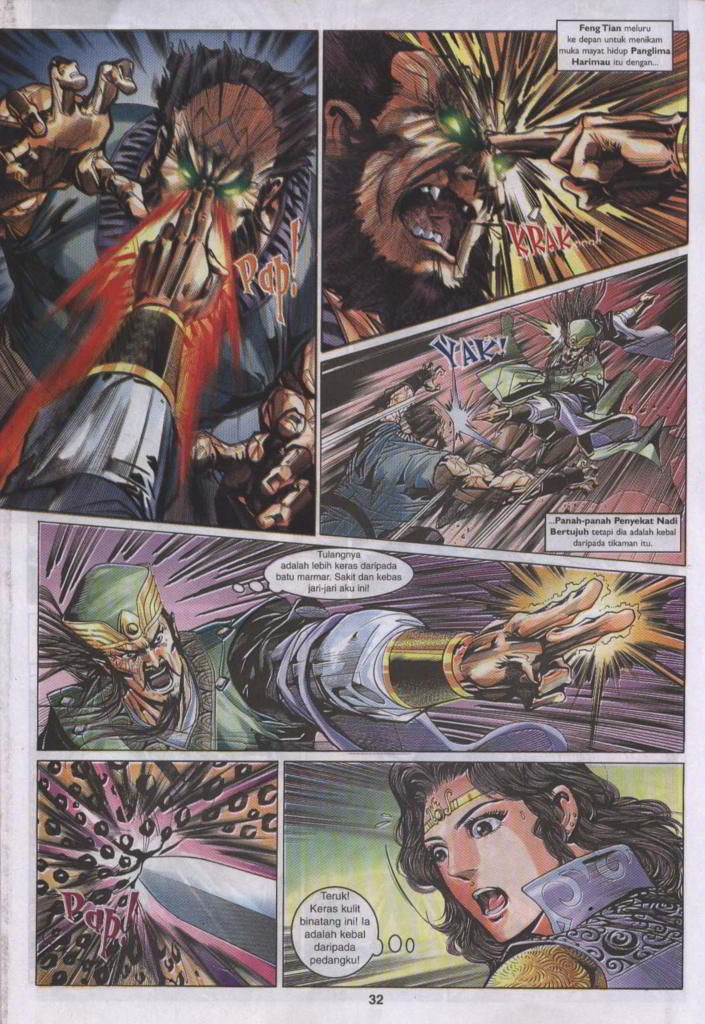 Feng Tian meluru
ke depan untuk menikam
muka mayat hidup Panglima
Harimau itu dengan...
Pap!
KRAK...!
YAK!
...Panah-panah Penyekat Nadi
Bertujuh tetapi dia adalah kebal
daripada tikaman itu.
Tulangnya
adalah lebih keras daripada
batu marmar. Sakit dan kebas
jari-jari aku ini!
Pap!
Teruk!
Keras kulit
binatang ini! Ia
adalah kebal
daripada
pedangku!
32